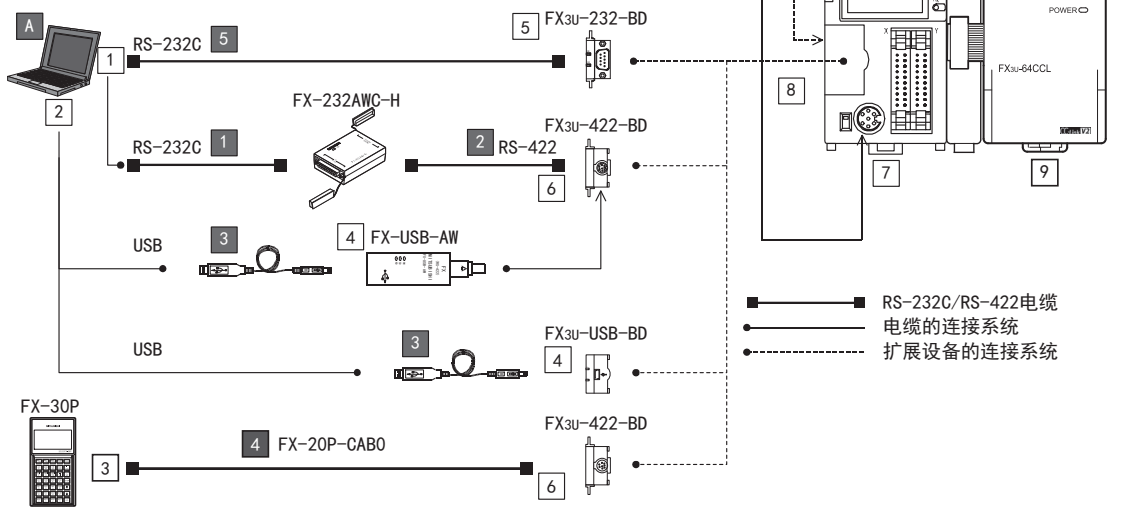 A
RS-232C 5
1
2
5 FX3U-232-BD
FX-232AWC-H
RS-232C 1
2 RS-422
FX3U-422-BD
6
USB 3
4 FX-USB-AW
USB 3
FX3U-USB-BD
4
FX-30P
3
4 FX-20P-CAB0
FX3U-422-BD
6
POWER
X Y
FX3U-64CCL
8
7
9
RS-232C/RS-422电缆
电缆的连接系统
扩展设备的连接系统